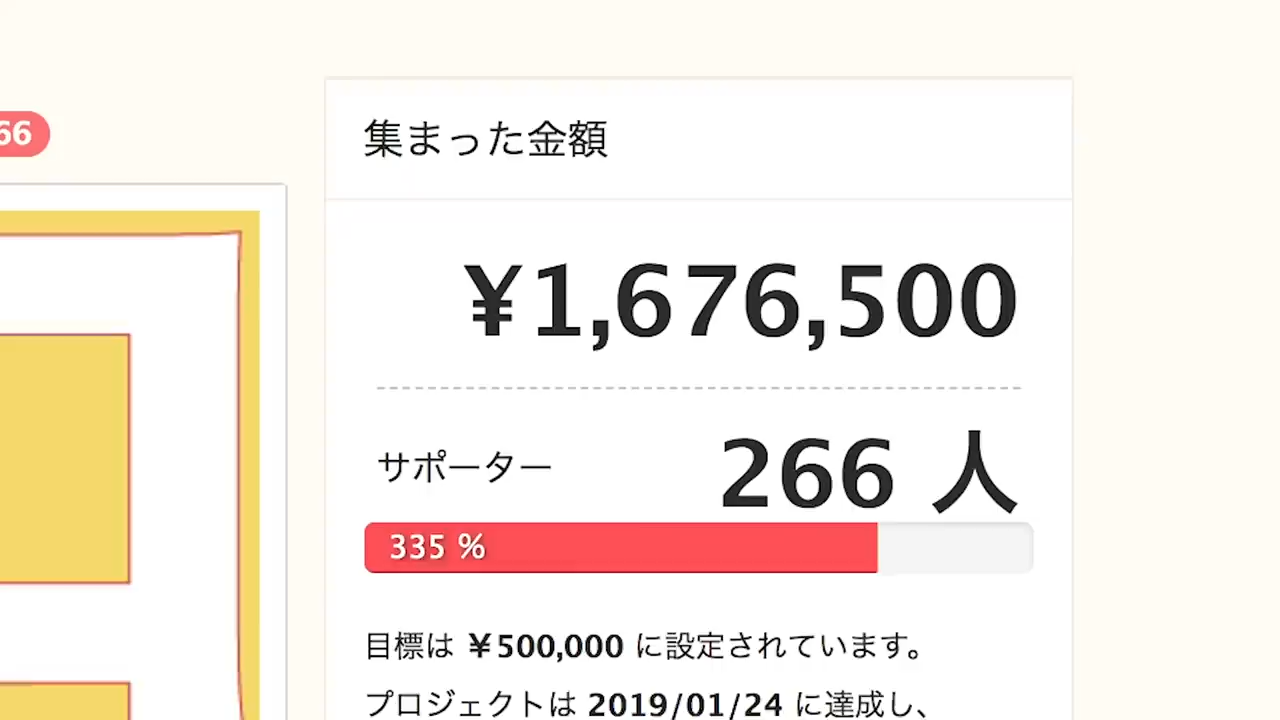 66
集まった金額
¥1,676,500
サポーター 266 人
335 %
目標は ¥500,000 に設定されています。
プロジェクトは 2019/01/24 に達成し、